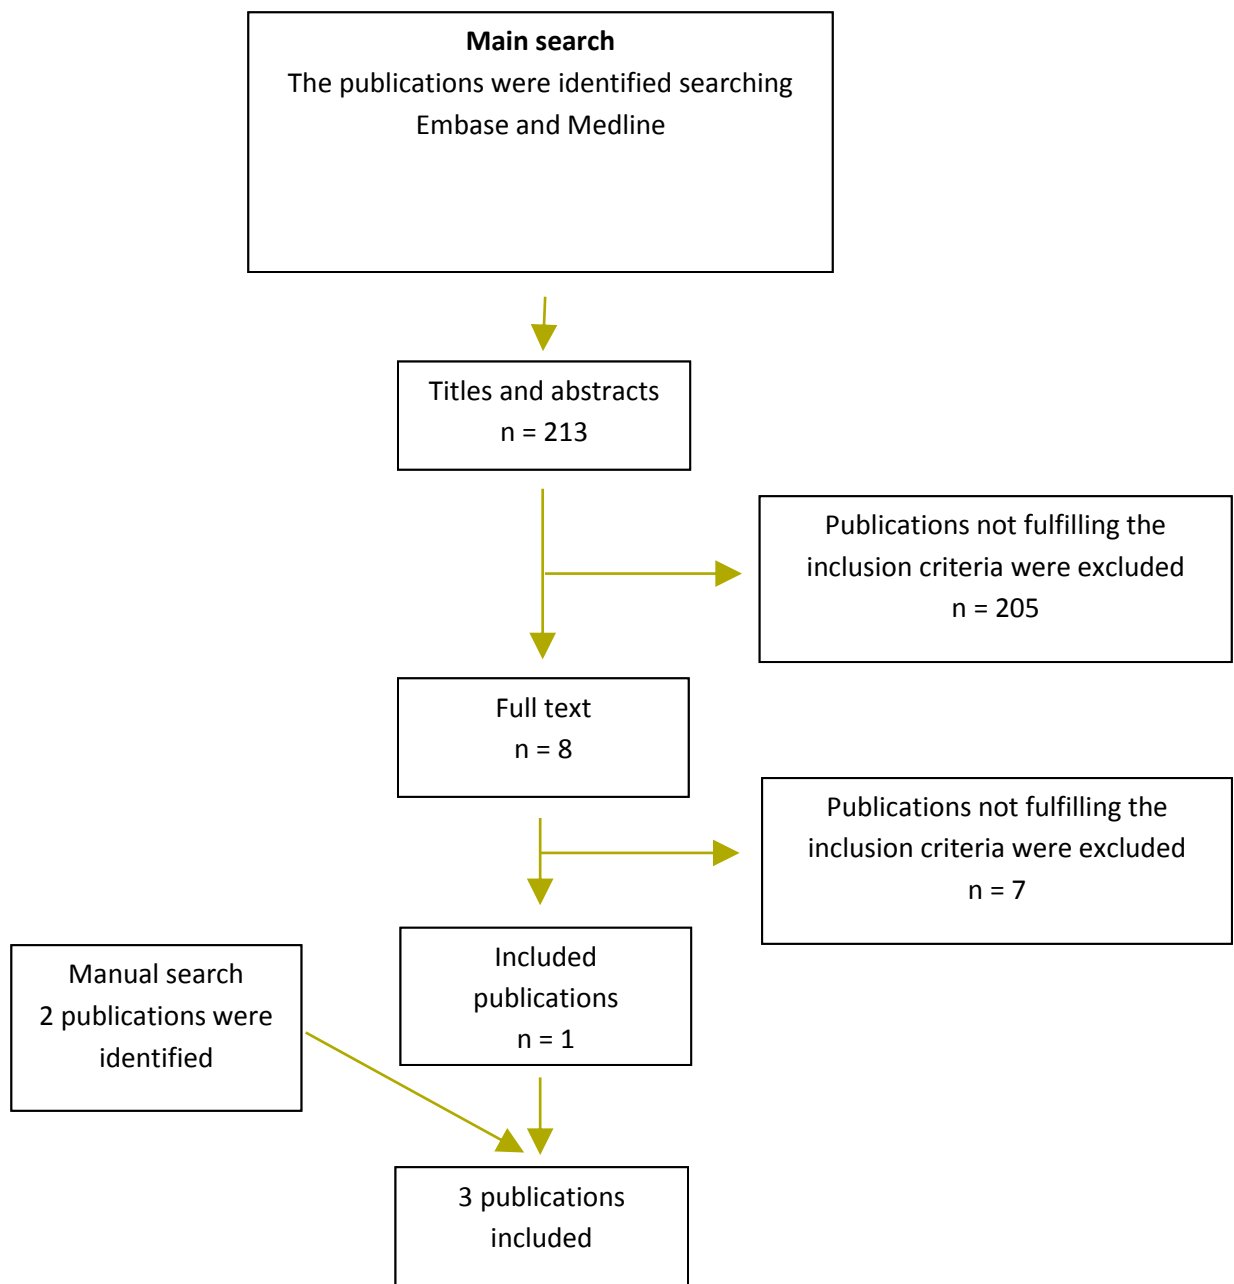 Main search
The publications were identified searching
Embase and Medline
Titles and abstracts
n = 213
Publications not fulfilling the
inclusion criteria were excluded
n = 205
Full text
n = 8
Publications not fulfilling the
inclusion criteria were excluded
n = 7
Included
publications
n = 1
Manual search
2 publications were
identified
3 publications
included